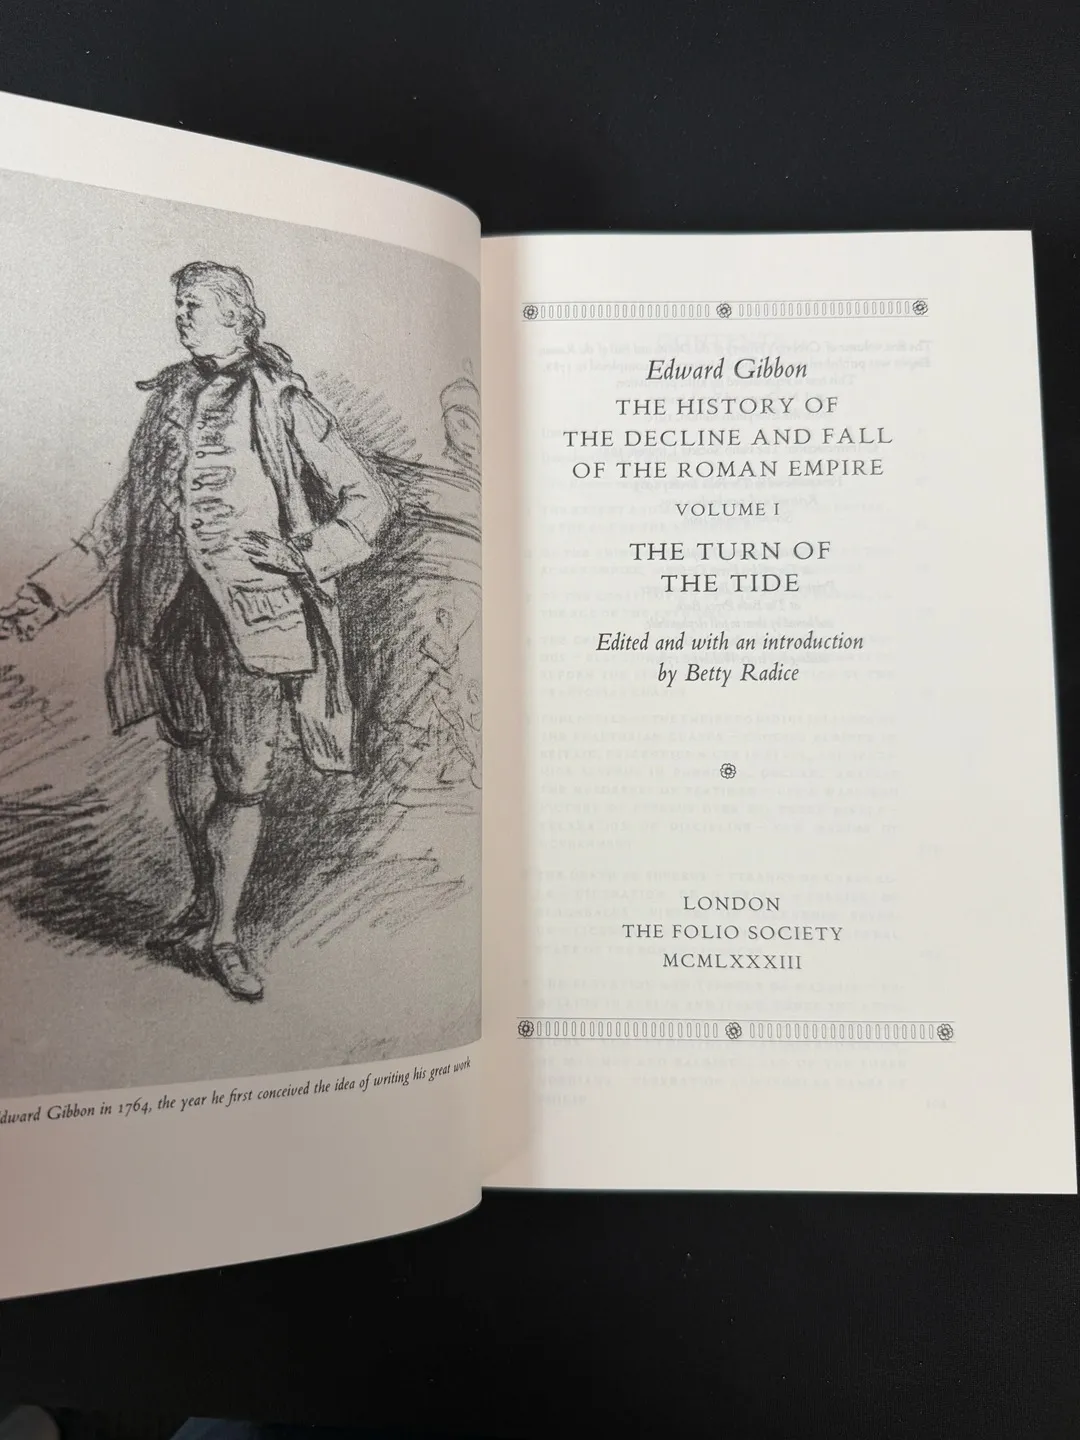 Edward Gibbon in 1764, the year he first conceived the idea of writing his great work
Edward Gibbon
THE HISTORY OF
THE DECLINE AND FALL
OF THE ROMAN EMPIRE
VOLUME I
THE TURN OF
THE TIDE
Edited and with an introduction
by Betty Radice
LONDON
THE FOLIO SOCIETY
MCMLXXXIII